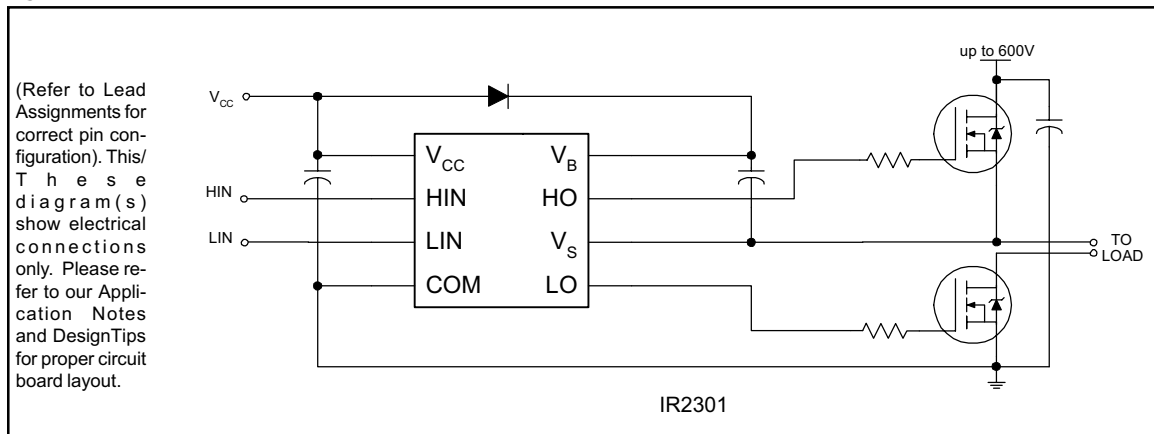 (Refer to Lead
Assignments for
correct pin con-
figuration). This/
T h e s e
diagram(s)
show electrical
connections
only. Please re-
fer to our Appli-
cation Notes
and DesignTips
for proper circuit
board layout.
up to 600V
VCC
VCC
VB
HIN
HIN
HO
LIN
LIN
VS
TO
LOAD
COM
LO
IR2301